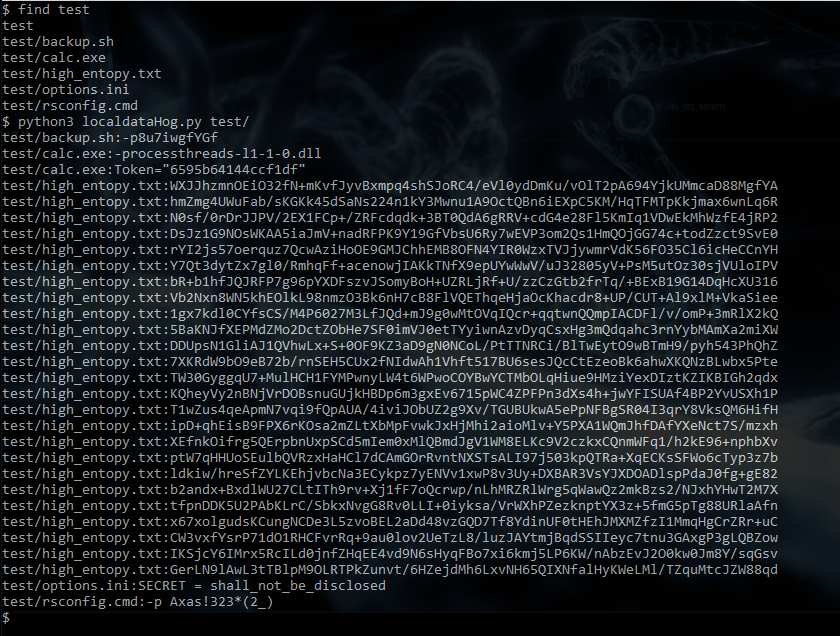 $ find test
test
test/backup.sh
test/calc.exe
test/high_entopy.txt
test/options.ini
test/rsconfig.cmd
$ python3 localdataHog.py test/
test/backup.sh:-p8u7iwgfYGf
test/calc.exe:-processthreads-l1-1-0.dll
test/calc.exe:Token="6595b64144ccf1df"
test/high_entopy.txt:WXJJhzmnOEiO32fN+mKvfJyvBxmpq4shSJoRC4/eVl0ydDmKu/vOlT2pA694YjkUMmcaD88MgfYA
test/high_entopy.txt:hmZmg4UWuFab/sKGKk45dSaNs224n1kY3Mwnu1A9OctQBn6iEXpC5KM/HqTFMTpKkjmax6wnLq6R
test/high_entopy.txt:N0sf/0rDrJJPV/2EX1FCp+/ZRFcdqdk+3BT0QdA6gRRV+cdG4e28Fl5KmIq1VDwEkMhWzfE4jRP2
test/high_entopy.txt:DsJz1G9NOsWKAA5iaJmV+nadRFPK9Y19GfVbsU6Ry7wEVP3om2Qs1HmQOjGG74c+todZzct9SvE0
test/high_entopy.txt:rYI2js57oerquz7QcwAziHoOE9GMJChhEMB8OFN4YIR0WzxTVJjywmrVdK56FO35Cl6icHeCCnYH
test/high_entopy.txt:Y7Qt3dytZx7gl0/RmhqFf+acenowjIAKkTNfX9epUYwWwV/uJ32805yV+PsM5utOz30sjVUloIPV
test/high_entopy.txt:bR+b1hfJQJRFP7g96pYXDFszvJSomyBoH+UZRLjRf+U/zzCzGtb2frTq/+BExB19G14DqHcXU316
test/high_entopy.txt:Vb2Nxn8WN5khEOlkL98nmzO3Bk6nH7cB8FlVQEThqeHjaOcKhacdr8+UP/CUT+Al9xlM+VkaSiee
test/high_entopy.txt:1gx7kdl0CYfsCS/M4P6027M3LfJQd+mJ9g0wMtOVqIQcr+qqtwnQQmpIACDFl/v/omP+3mRlX2kQ
test/high_entopy.txt:5BaKNJfXEPMdZMo2DctZObHe7SF0imVJ0etTYyiwnAzvDyqCsxHg3mQdqahc3rnYybMAmXa2miXW
test/high_entopy.txt:DDUpsN1GliAJ1QVhwLx+S+0OF9KZ3aD9gN0NCoL/PtTTNRCi/BlTwEytO9wBTmH9/pyh543PhQhZ
test/high_entopy.txt:7XKRdW9bO9eB72b/rnSEH5CUx2fNIdwAh1Vhft517BU6sesJQcCtEzeoBk6ahwXKQNzBLwbx5Pte
test/high_entopy.txt:TW30GyggqU7+MulHCH1FYMPwnyLW4t6WPwoCOYBwYCTMbOLqHiue9HMziYexDIztKZIKBIGh2qdx
test/high_entopy.txt:KQheyVy2nBNjVrDOBsnuGUjkHBDp6m3gxEv6715pWC4ZPFPn3dXs4h+jwYFISUAf4BP2YvUSXh1P
test/high_entopy.txt:T1wZus4qeApmN7vqi9fQpAUA/4iviJObUZ2g9Xv/TGUBUkwA5ePpNFBgSR04I3qrY8VksQM6HifH
test/high_entopy.txt:ipD+qhEisB9FPX6rKOsa2mZLtXbMpFvwkJxHjMhi2aioMlv+Y5PXA1WQmJhfDAfYXeNct7S/mzxh
test/high_entopy.txt:XEfnkOifrg5QErpbnUxpSCd5mIem0xMlQBmdJgV1WM8ELKc9V2czkxCQnmWFq1/h2kE96+nphbXv
test/high_entopy.txt:ptW7qHHUoSEulbQVRzxHaHCl7dCAmGOrRvntNXSTsALI97j503kpQTRa+XqECKsSFWo6cTyp3z7b
test/high_entopy.txt:ldkiw/hreSfZYLKEhjvbcNa3ECykpz7yENVv1xwP8v3Uy+DXBAR3VsYJXDOADlspPdaJ0fg+gE82
test/high_entopy.txt:b2andx+BxdlWU27CLtITh9rv+Xj1fF7oQcrwp/nLhMRZRlWrg5qWawQz2mkBzs2/NJxhYHwT2M7X
test/high_entopy.txt:tfpnDDK5U2PAbKLrC/SbkxNvgG8Rv0LLI+0iyksa/VrWXhPZezknptYX3z+5fmG5pTg88URlaAfn
test/high_entopy.txt:x67xolgudsKCungNCDe3L5zvoBEL2aDd48vzGQD7Tf8YdinUF0tHEhJMXMZfzI1MmqHgCrZRr+uC
test/high_entopy.txt:CW3vxfYsrP71dO1RHCFvrRq+9au0lov2UeTzL8/luzJAYtmjBqdSSIIeyc7tnu3GAxgP3gLQBZow
test/high_entopy.txt:IKSjcY6IMrx5RcILd0jnfZHqEE4vd9N6sHyqFBo7xi6kmj5LP6KW/nAbzEvJ2O0kw0Jm8Y/sqGsv
test/high_entopy.txt:GerLN9lAwL3tTBlpM9OLRTPkZunvt/6HZejdMh6LxvNH65QIXNfalHyKWeLMl/TZquMtcJZW88qd
test/options.ini:SECRET = shall_not_be_disclosed
test/rsconfig.cmd:-p Axas!323*(2_)
$